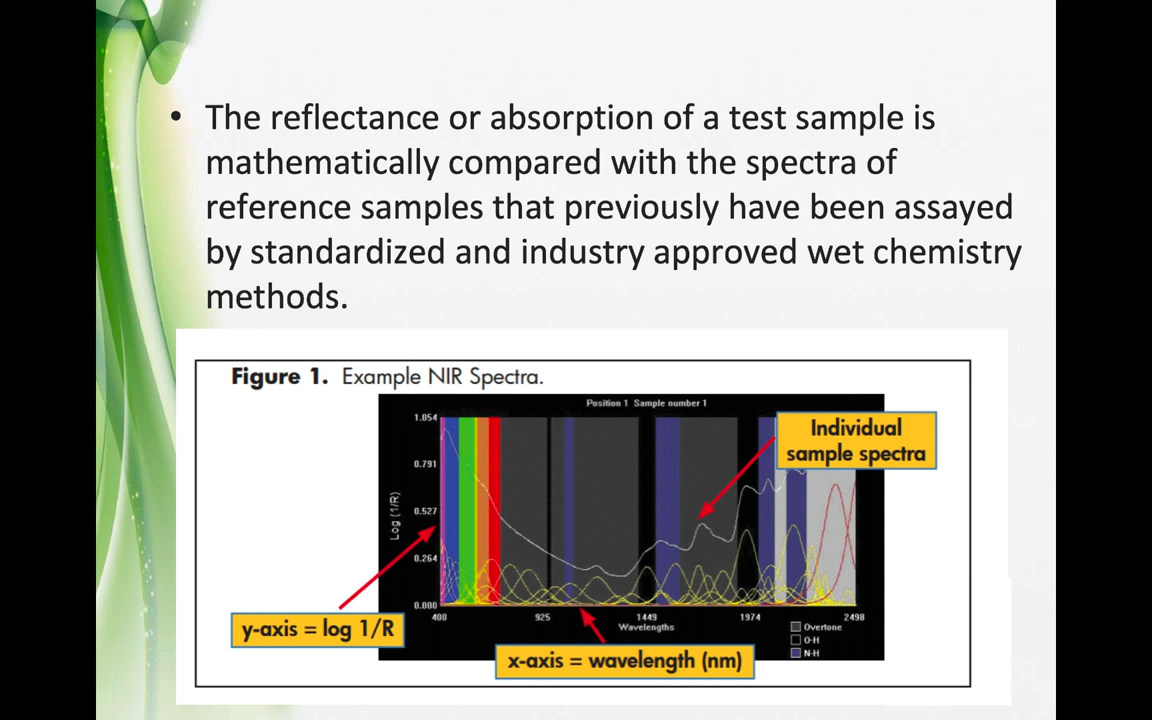 • The reflectance or absorption of a test sample is
mathematically compared with the spectra of
reference samples that previously have been assayed
by standardized and industry approved wet chemistry
methods.
Figure 1. Example NIR Spectra.
Position 1 Sample number 1
Individual
sample spectra
1.054
0.791
0.527
0.264
0.000
Log (1/R)
400 925 1449 1974 2498
Wavelengths
Overtone
O-H
N-H
y-axis = log 1/R
x-axis = wavelength (nm)